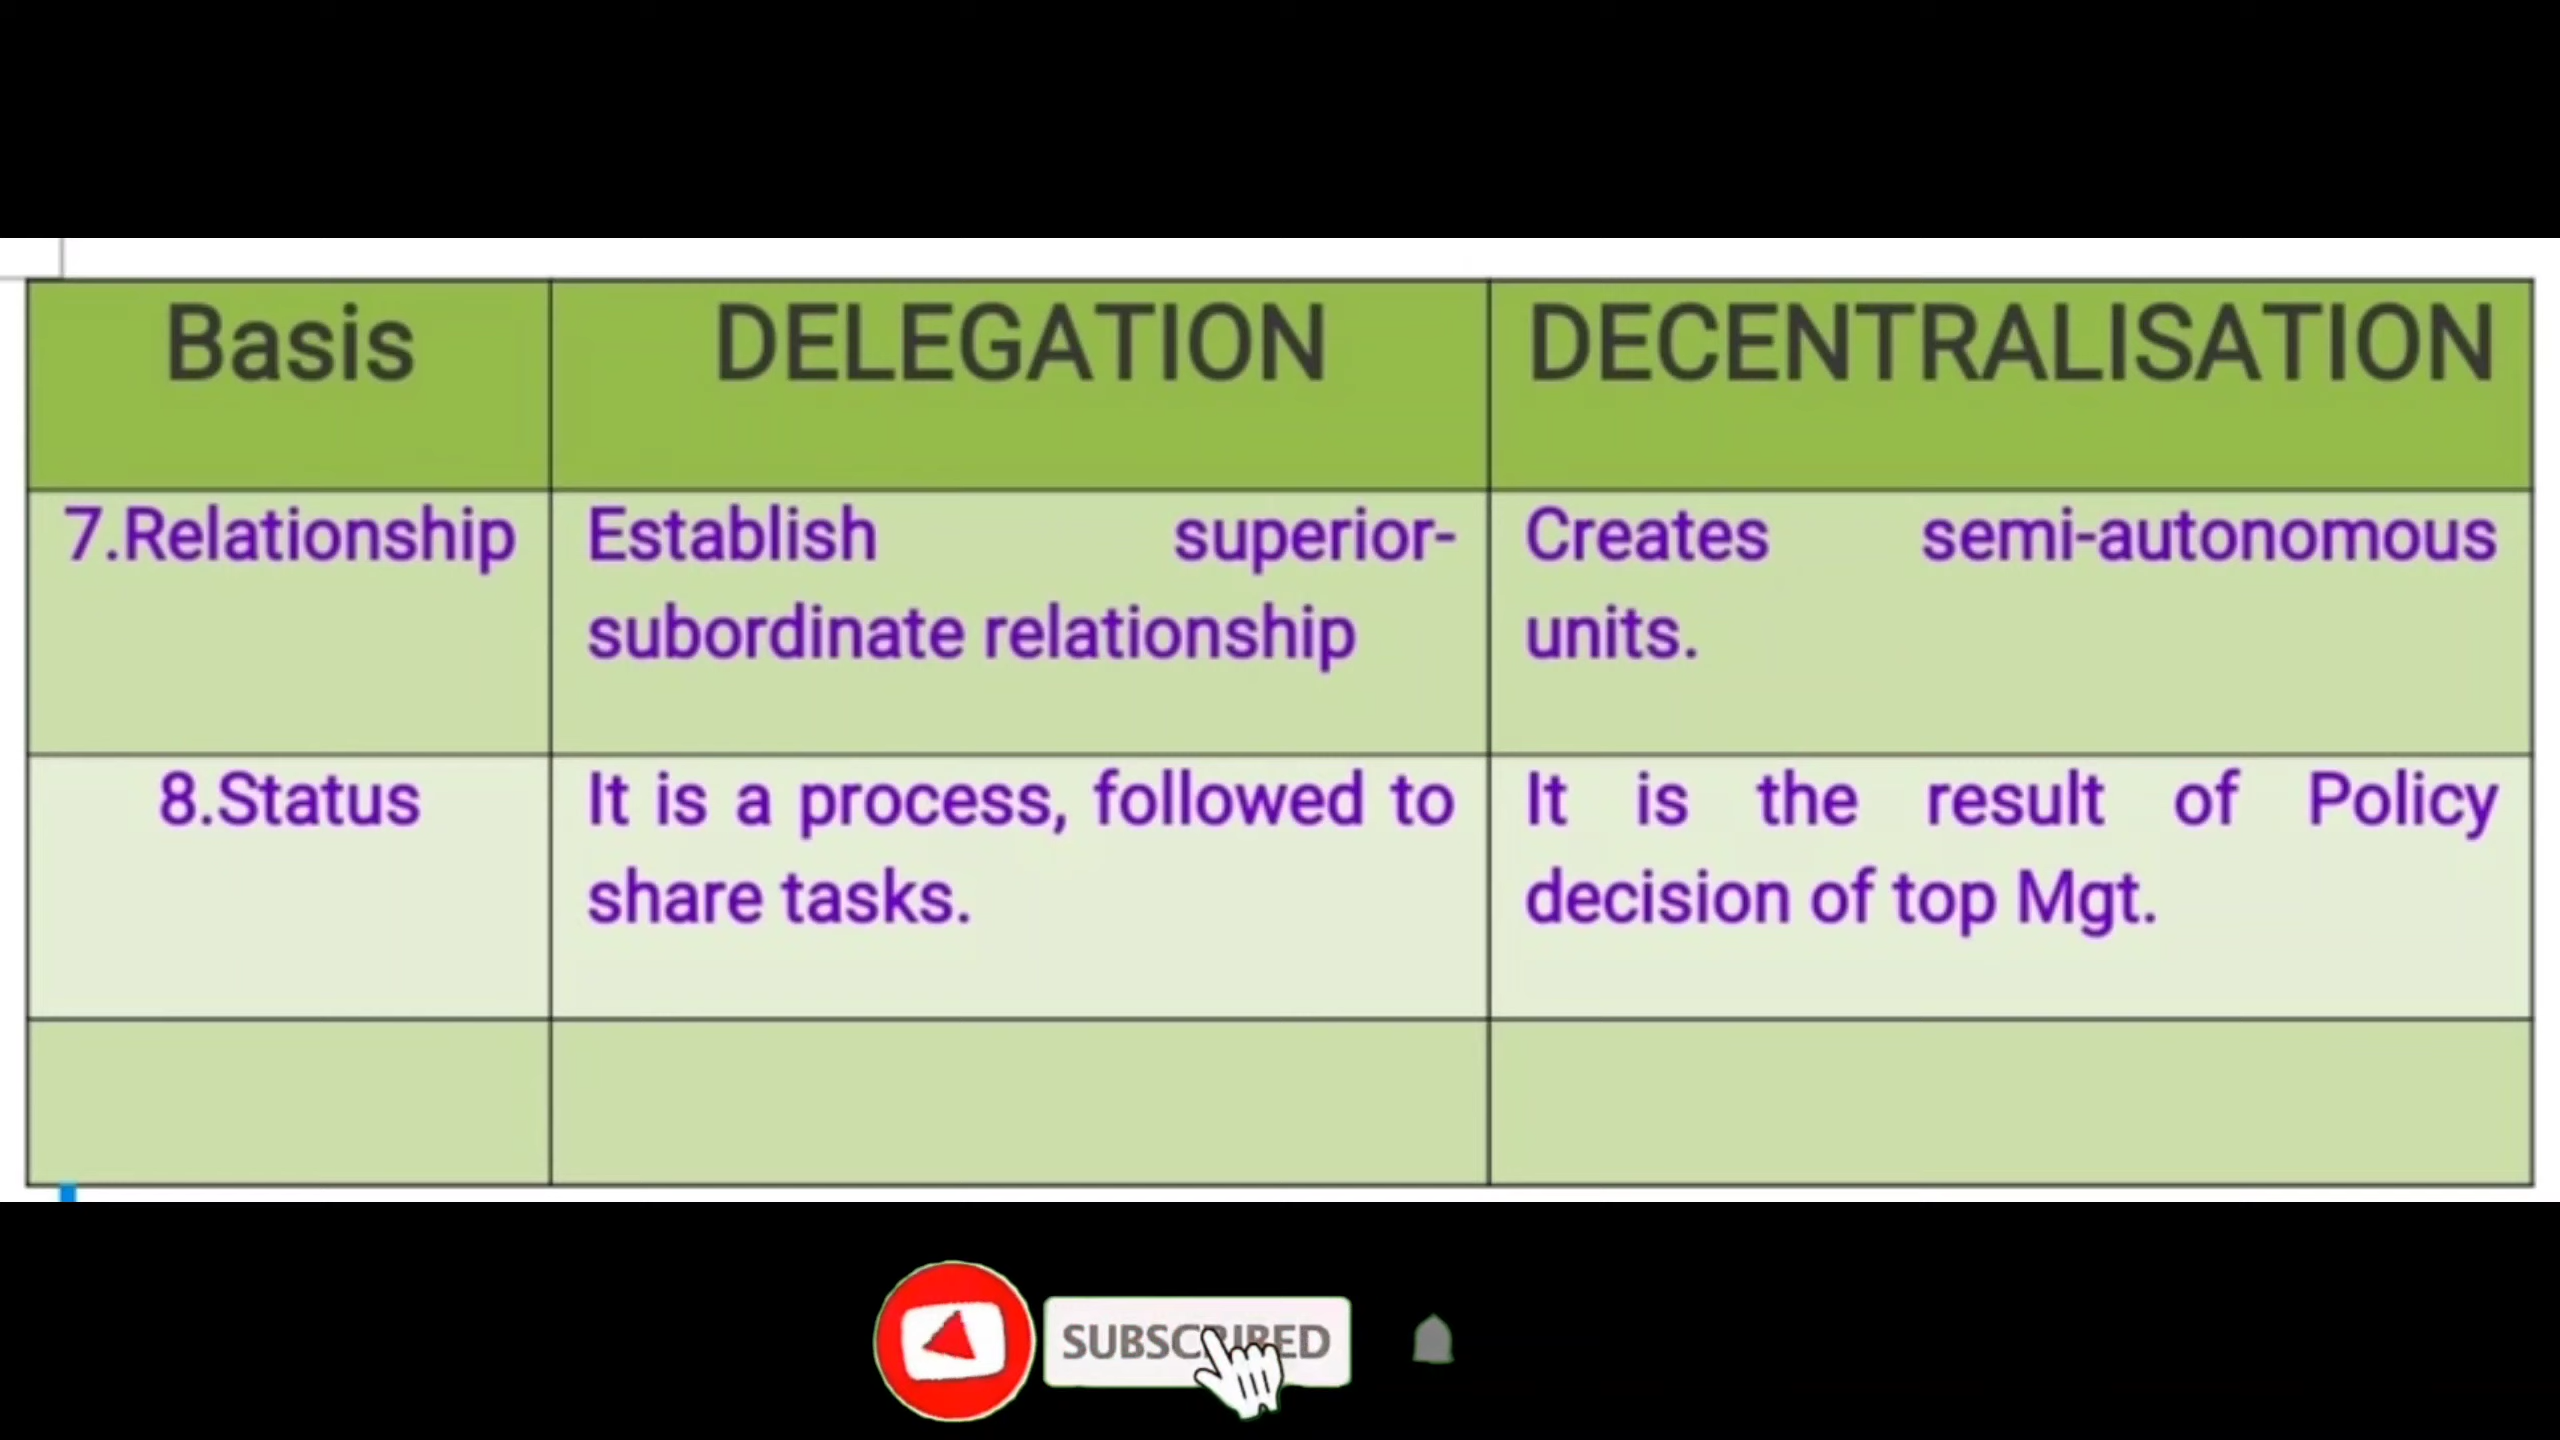 Basis DELEGATION DECENTRALISATION
7.Relationship Establish superior- Creates semi-autonomous
subordinate relationship units.
8.Status It is a process, followed to It is the result of Policy
share tasks. decision of top Mgt.
SUBSCRIBED